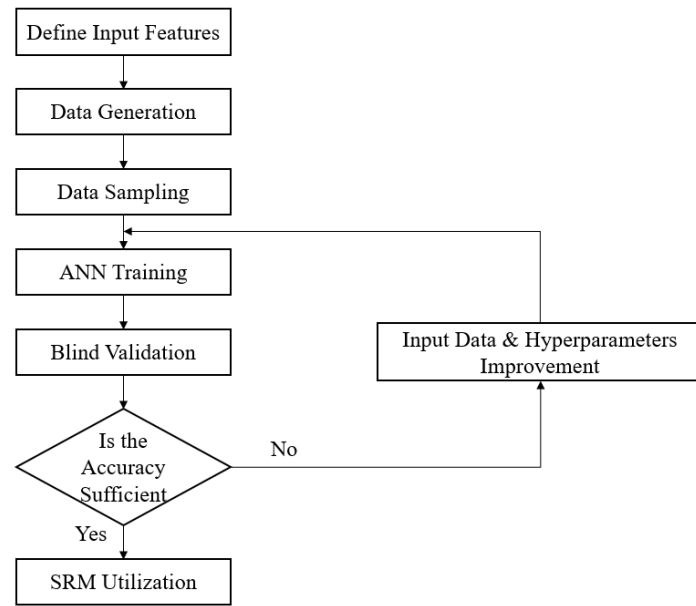 Define Input Features
Data Generation
Data Sampling
ANN Training
Blind Validation
Input Data & Hyperparameters
Improvement
Is the
Accuracy
Sufficient
No
Yes
SRM Utilization